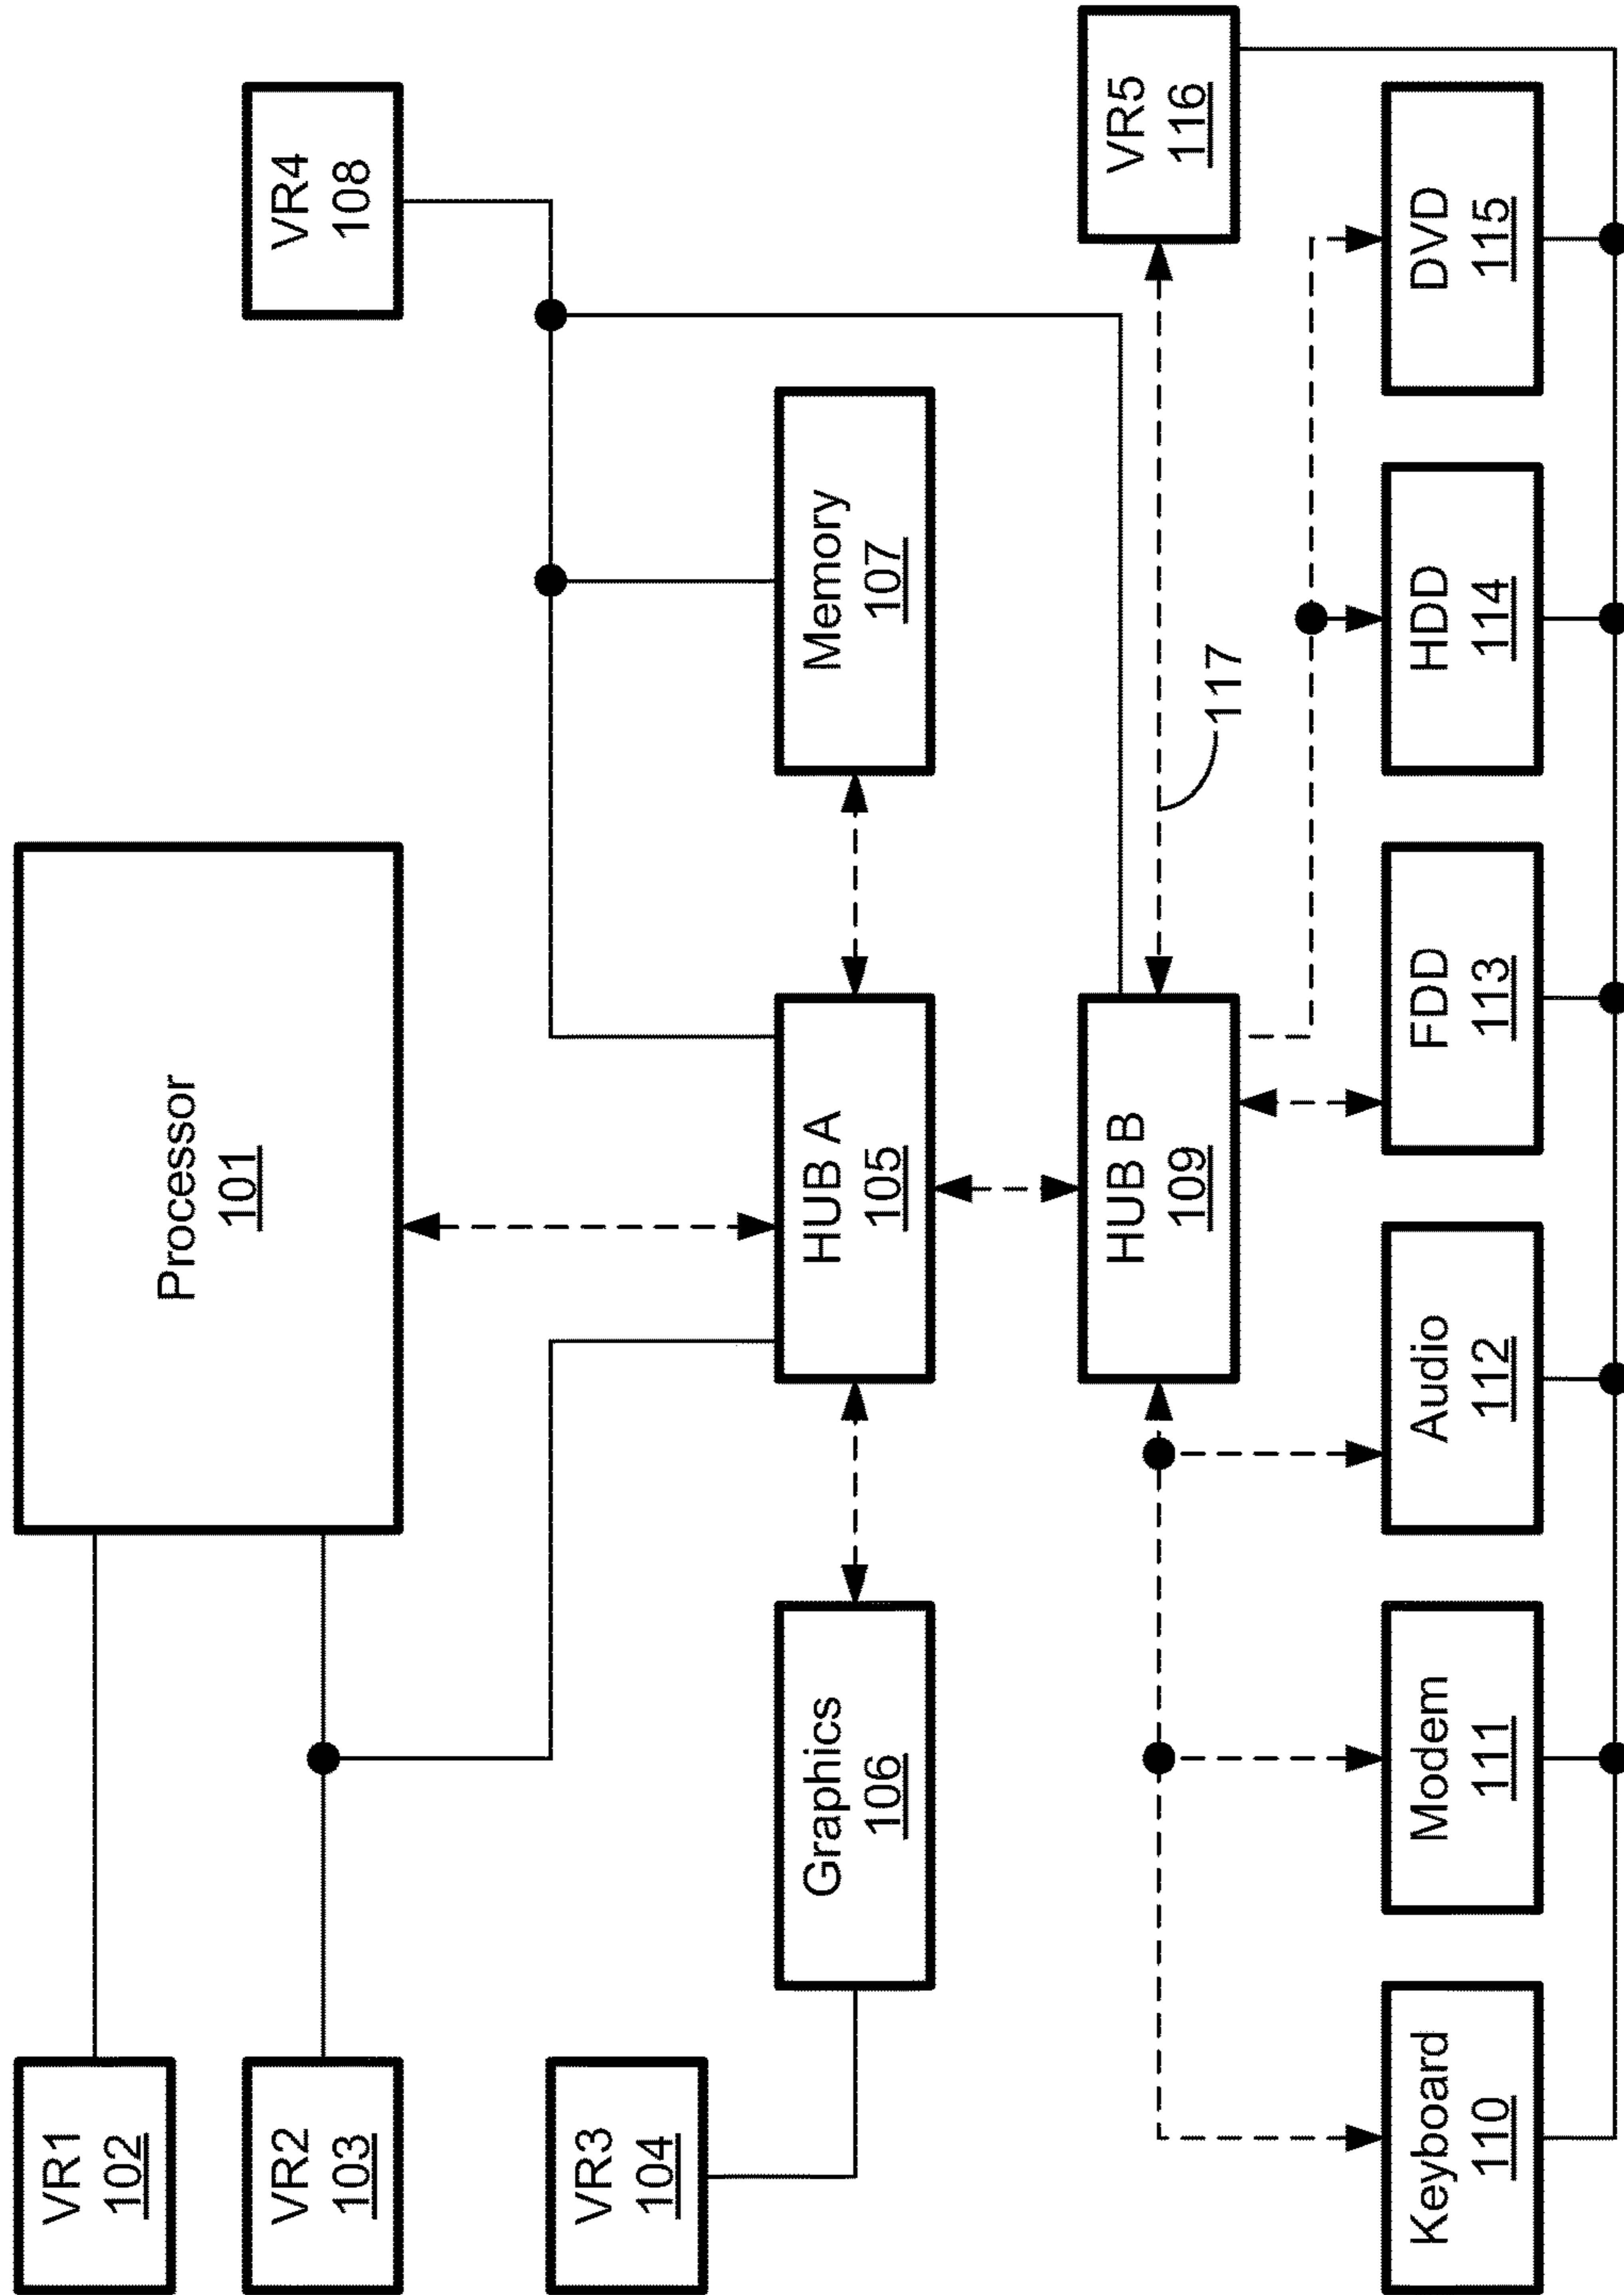 VR1
102
Processor
101
VR2
103
VR4
108
VR3
104
Graphics
106
HUB A
105
Memory
107
HUB B
109
VR5
116
117
Keyboard
110
Modem
111
Audio
112
FDD
113
HDD
114
DVD
115